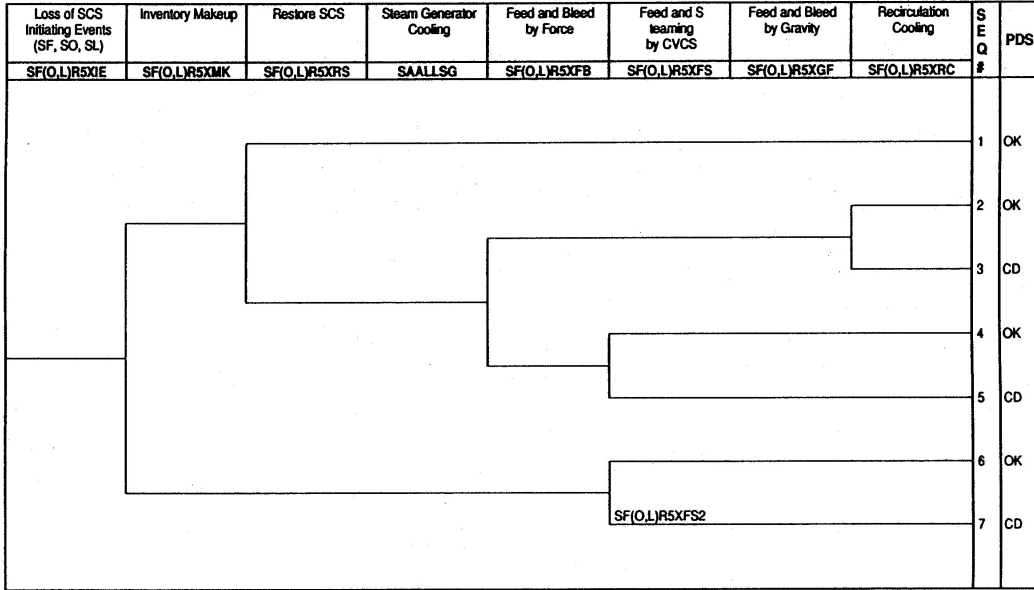 Loss of SCS
Initiating Events
(SF, SO, SL)
Inventory Makeup
Restore SCS
Steam Generator
Cooling
Feed and Bleed
by Force
Feed and S
teaming
by CVCS
Feed and Bleed
by Gravity
Recirculation
Cooling
SEQ#
PDS
SF(O,L)R5XIE
SF(O,L)R5XMK
SF(O,L)R5XRS
SAALLSG
SF(O,L)R5XFB
SF(O,L)R5XFS
SF(O,L)R5XGF
SF(O,L)R5XRC
1 OK
2 OK
3 CD
4 OK
5 CD
6 OK
SF(O,L)R5XFS2
7 CD